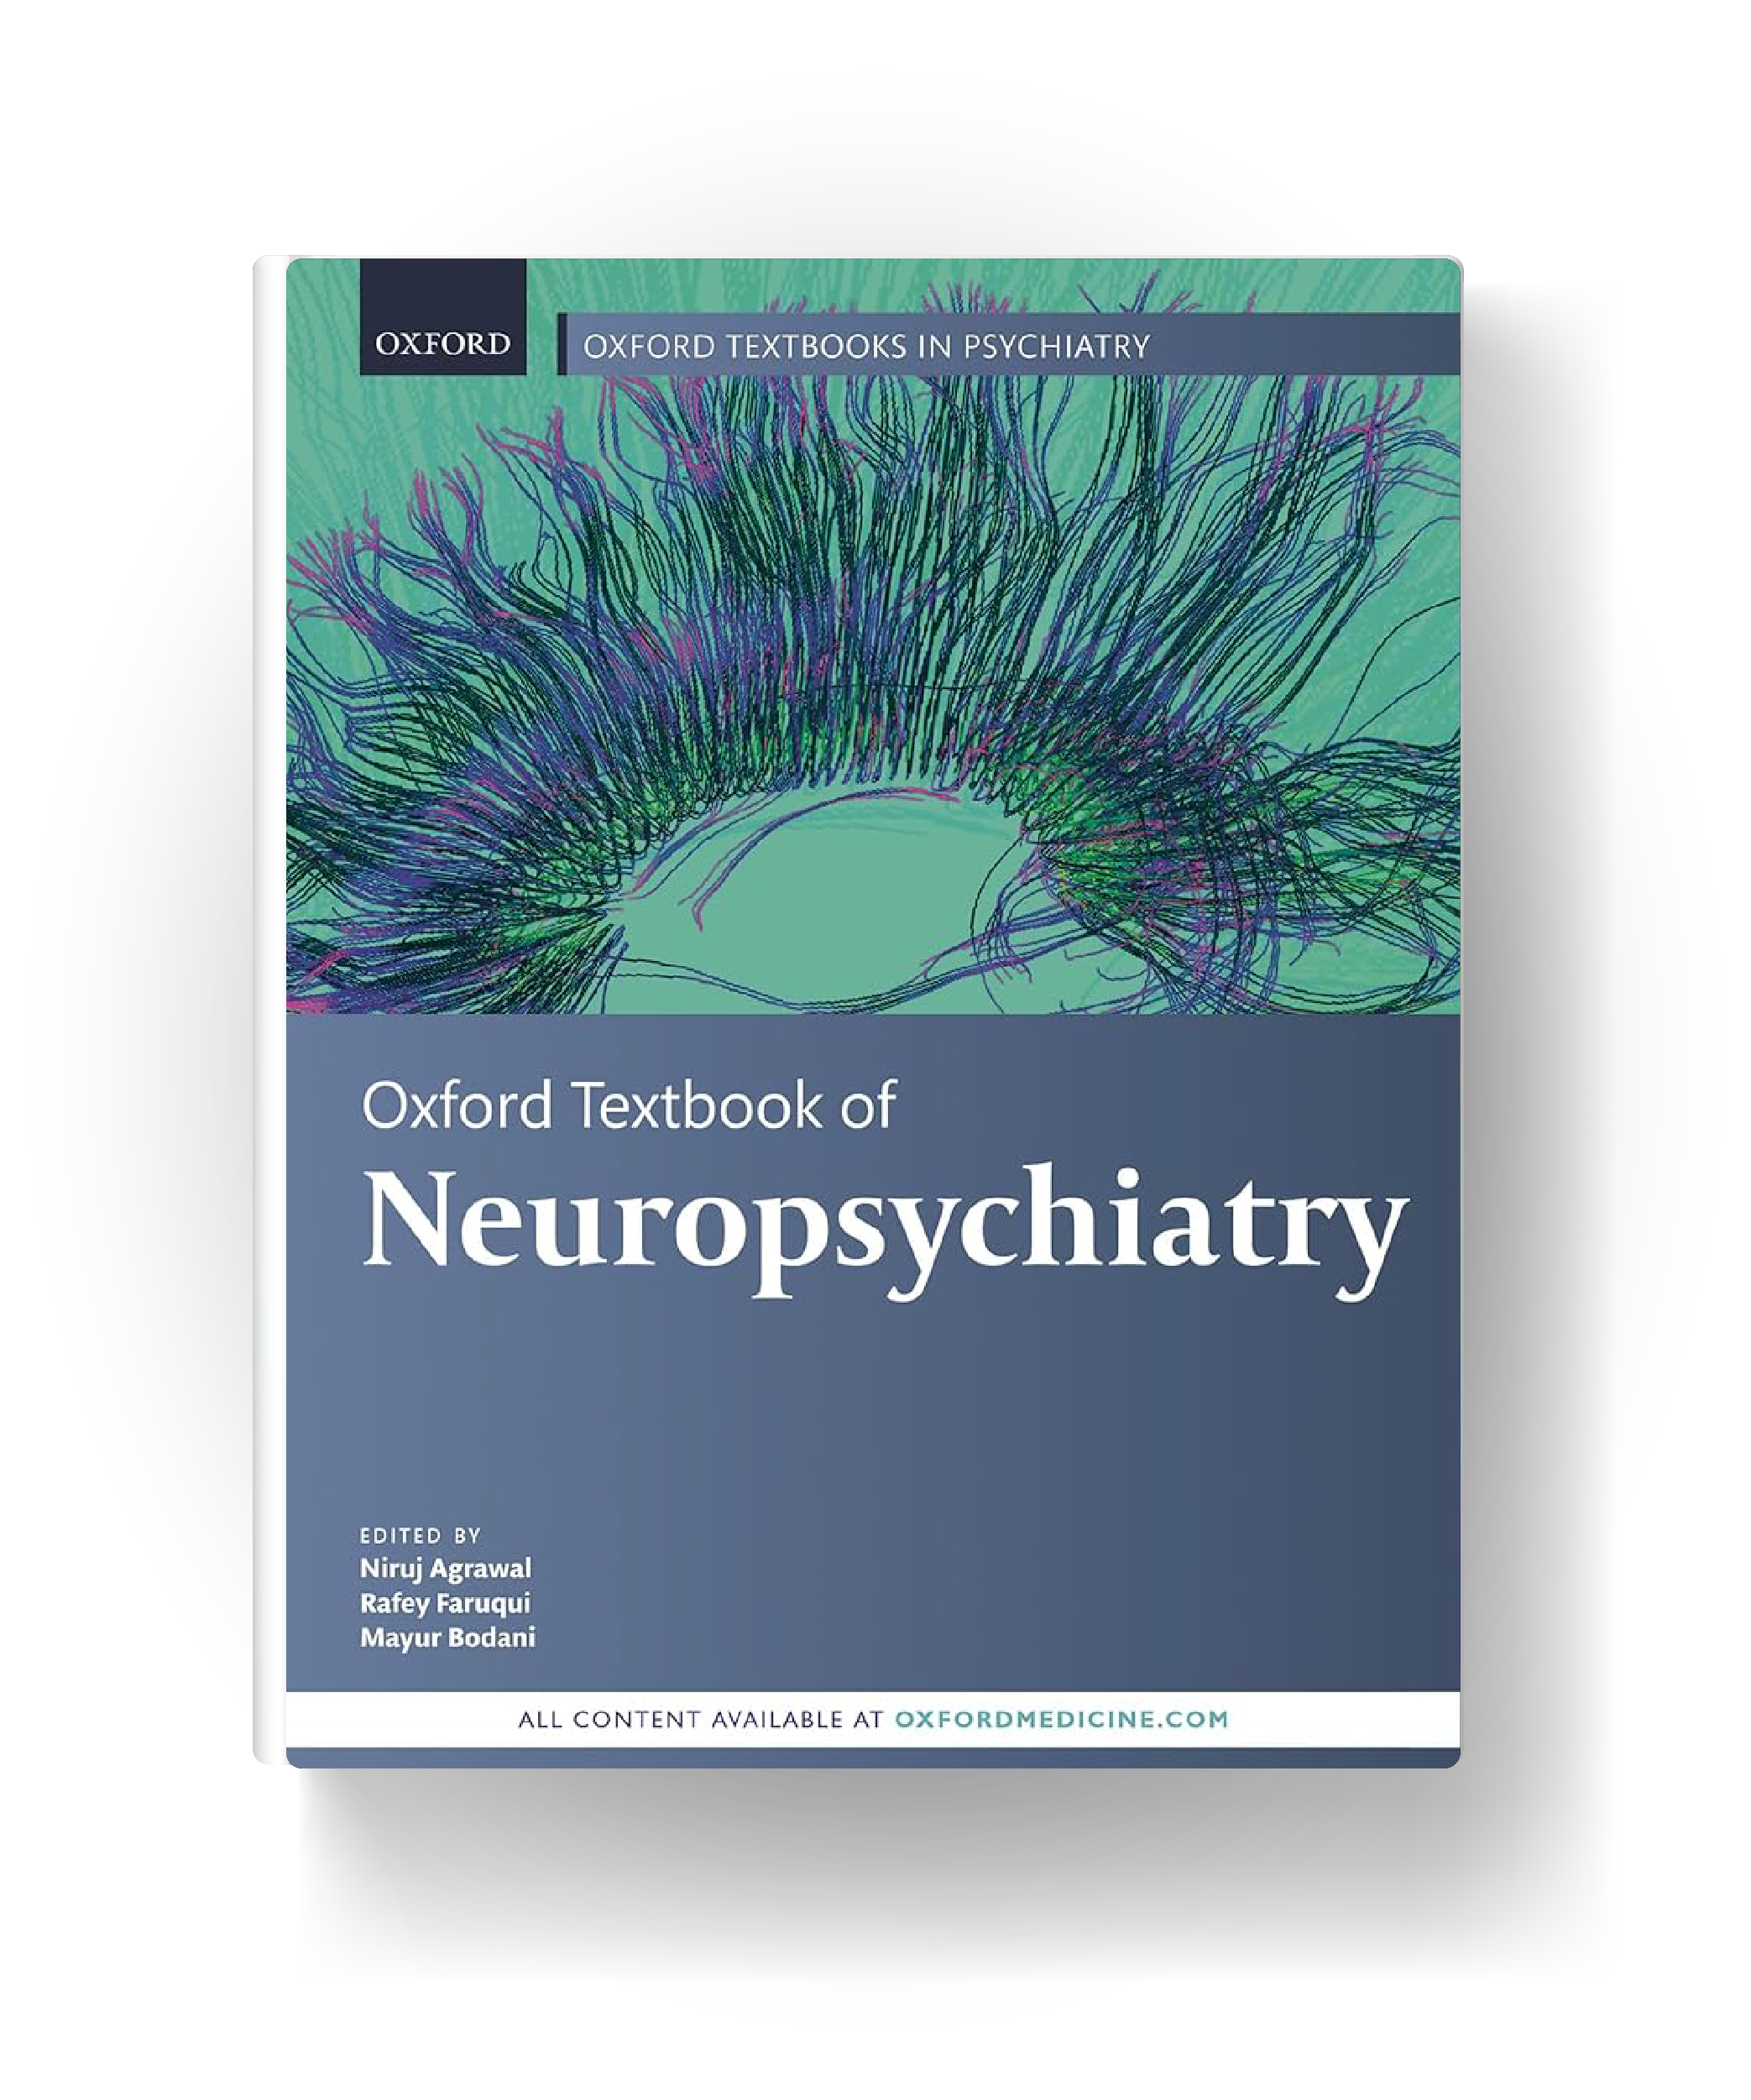 OXFORD
OXFORD TEXTBOOKS IN PSYCHIATRY
Oxford Textbook of
Neuropsychiatry
EDITED BY
Niruj Agrawal
Rafey Faruqui
Mayur Bodani
ALL CONTENT AVAILABLE AT OXFORDMEDICINE.COM